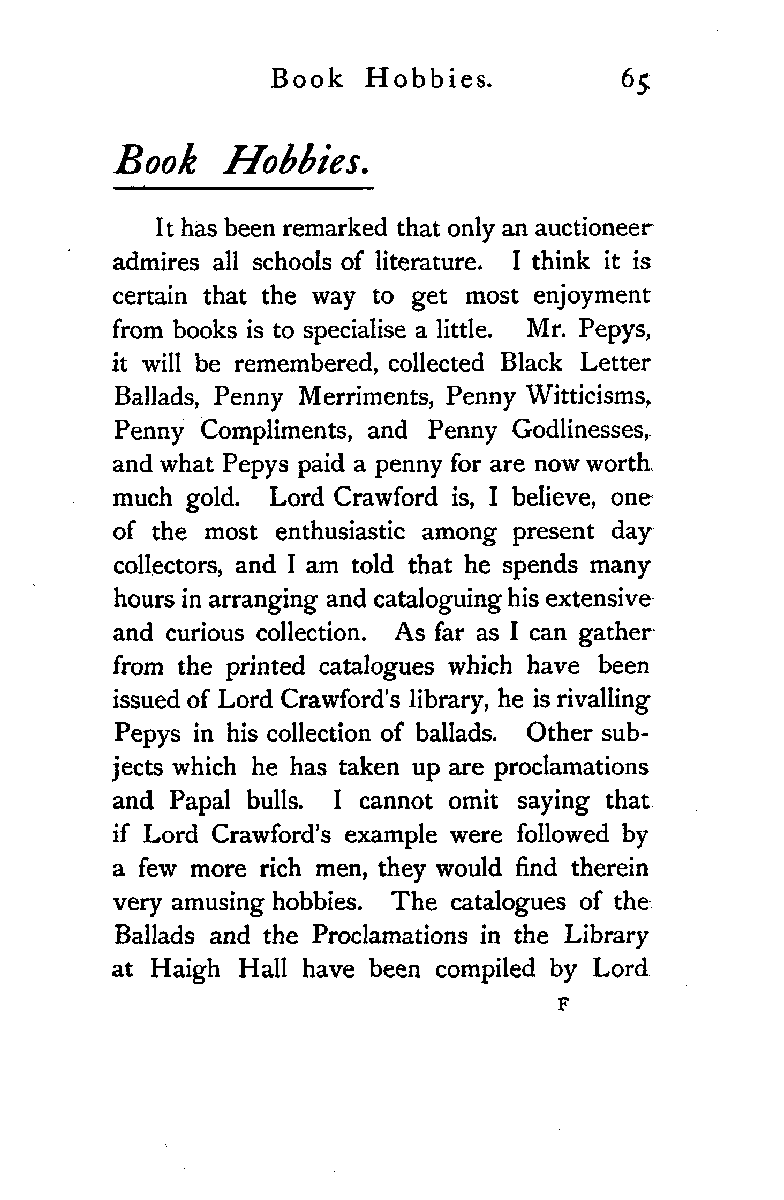 Book Hobbies. 65
Book Hobbies.
It has been remarked that only an auctioneer
admires all schools of literature. I think it is
certain that the way to get most enjoyment
from books is to specialise a little. Mr. Pepys,
it will be remembered, collected Black Letter
Ballads, Penny Merriments, Penny Witticisms,
Penny Compliments, and Penny Godlinesses,
and what Pepys paid a penny for are now worth
much gold. Lord Crawford is, I believe, one
of the most enthusiastic among present day
collectors, and I am told that he spends many
hours in arranging and cataloguing his extensive
and curious collection. As far as I can gather
from the printed catalogues which have been
issued of Lord Crawford's library, he is rivalling
Pepys in his collection of ballads. Other sub-
jects which he has taken up are proclamations
and Papal bulls. I cannot omit saying that
if Lord Crawford's example were followed by
a few more rich men, they would find therein
very amusing hobbies. The catalogues of the
Ballads and the Proclamations in the Library
at Haigh Hall have been compiled by Lord
F